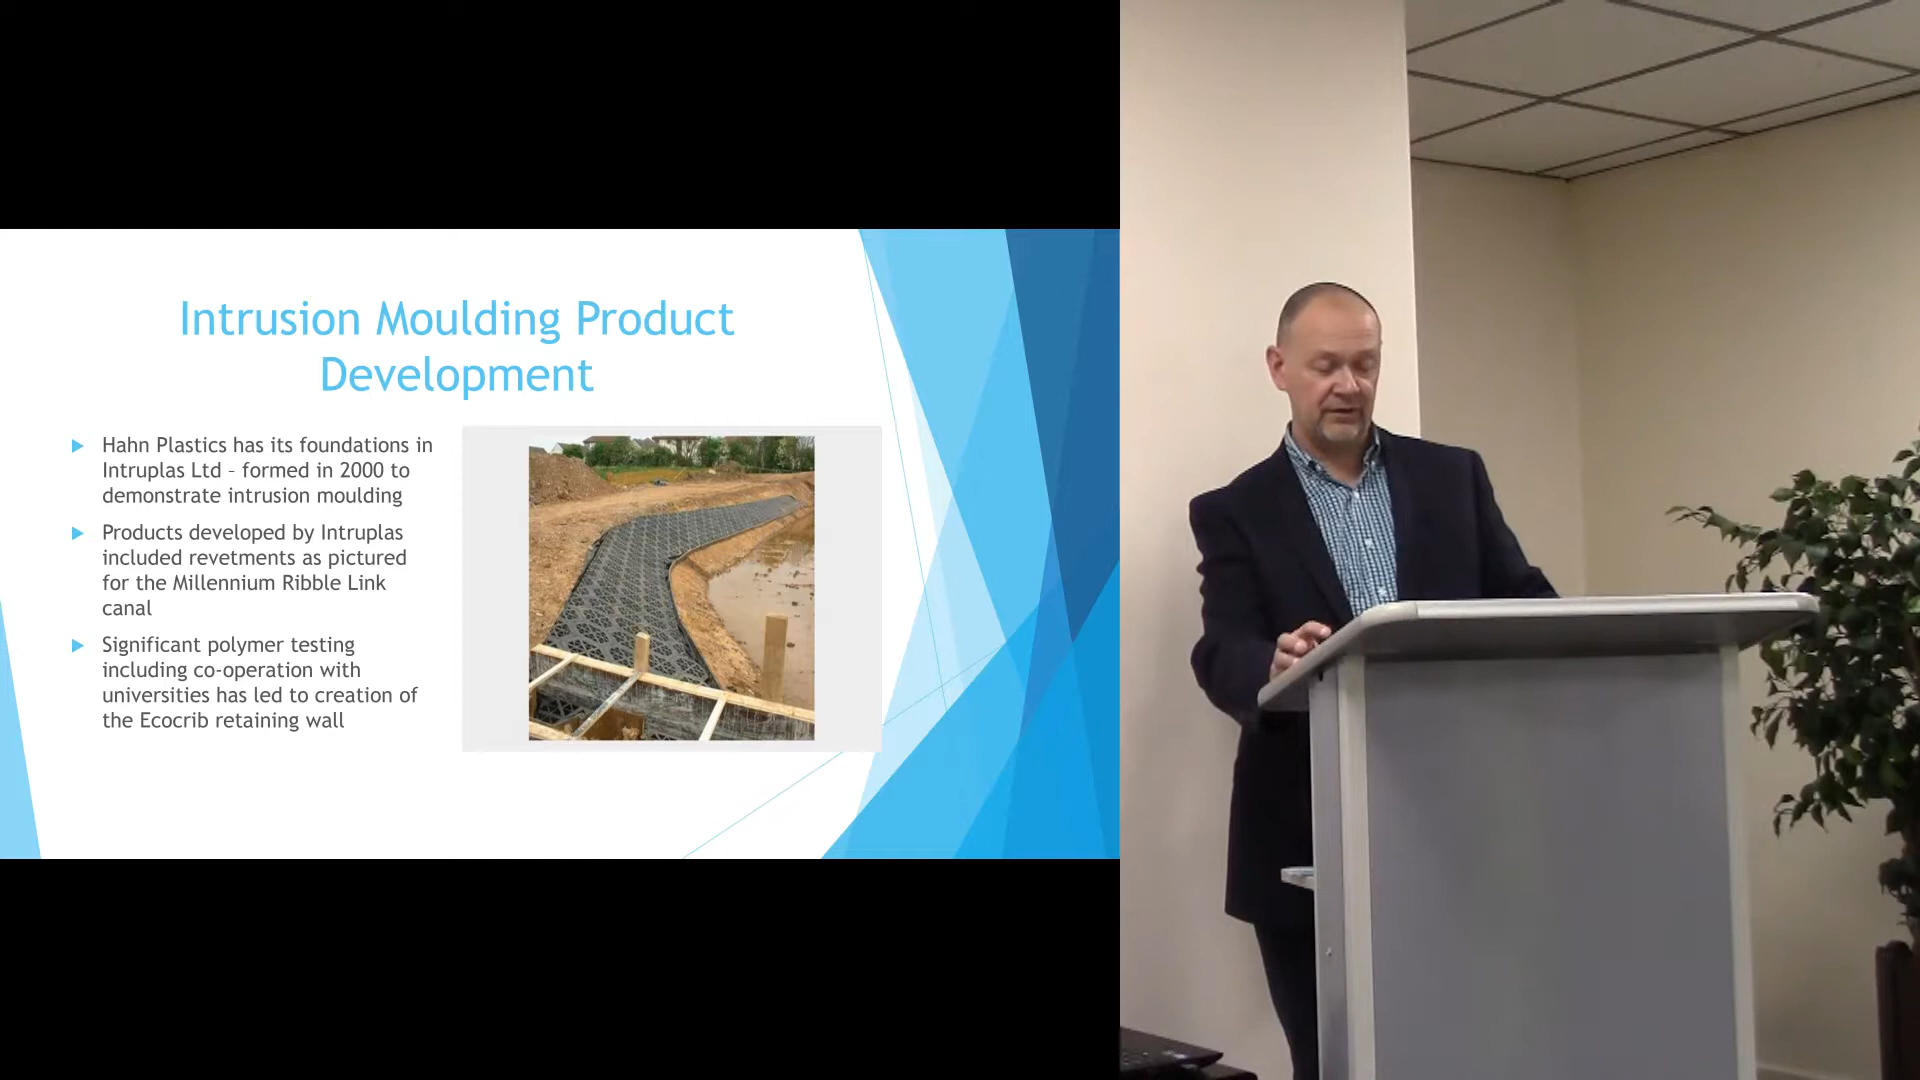 Intrusion Moulding Product
Development
Hahn Plastics has its foundations in
Intruplas Ltd – formed in 2000 to
demonstrate intrusion moulding
Products developed by Intruplas
included revetments as pictured
for the Millennium Ribble Link
canal
Significant polymer testing
including co-operation with
universities has led to creation of
the Ecocrib retaining wall